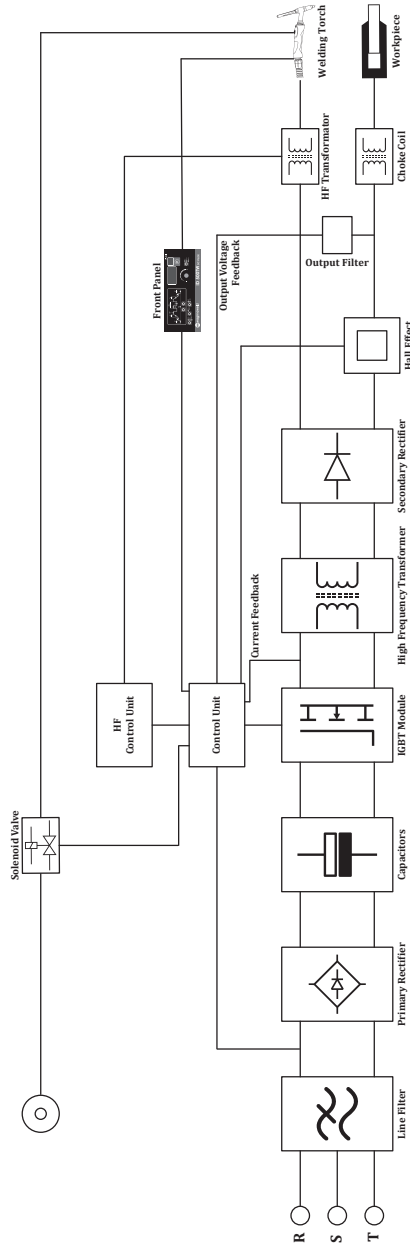 Solenoid Valve
HF
Control Unit
Control Unit
Front Panel
Output Voltage
Feedback
Current Feedback
Welding Torch
HF Transformator
Workpiece
Choke Coil
Output Filter
Hall Effect
R
S
T
Line Filter
Primary Rectifier
Capacitors
IGBT Module
High Frequency Transformer
Secondary Rectifier